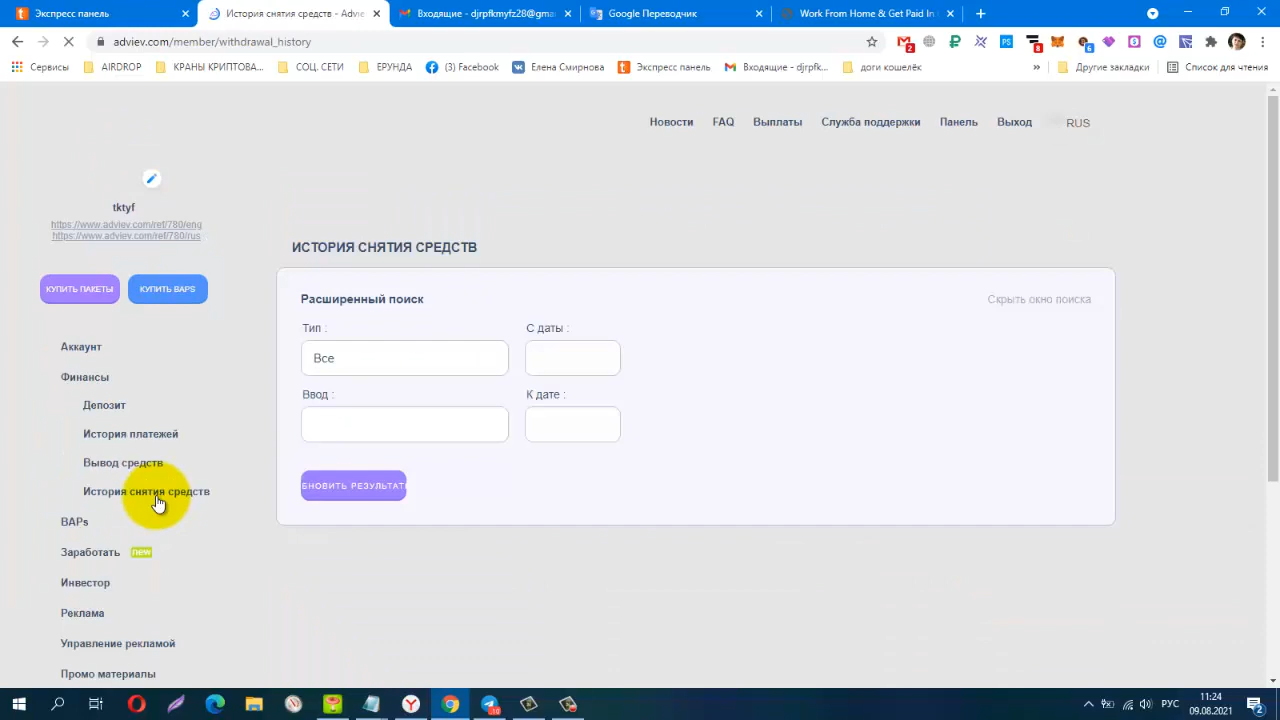 Экспресс панель
История снятия средств - Advie
Входящие - djrpfkmyfz28@gmai
Google Переводчик
Work From Home & Get Paid In
adviev.com/member/withdrawal_history
Сервисы
AIRDROP
КРАНЫ КРИПТОВА...
СОЦ. СЕТИ
ЕРУНДА
(3) Facebook
Елена Смирнова
Экспресс панель
Входящие - djrpfk...
доги кошелёк
»
Другие закладки
Список для чтения
Новости
FAQ
Выплаты
Служба поддержки
Панель
Выход
RUS
tktyf
https://www.adviev.com/ref/780/eng
https://www.adviev.com/ref/780/rus
КУПИТЬ ПАКЕТЫ
КУПИТЬ BAPS
Аккаунт
Финансы
Депозит
История платежей
Вывод средств
История снятия средств
BAPs
Заработать new
Инвестор
Реклама
Управление рекламой
Промо материалы
ИСТОРИЯ СНЯТИЯ СРЕДСТВ
Расширенный поиск
Скрыть окно поиска
Тип :
С даты :
Все
Ввод :
К дате :
БНОВИТЬ РЕЗУЛЬТАТ
РУС
11:24
09.08.2021